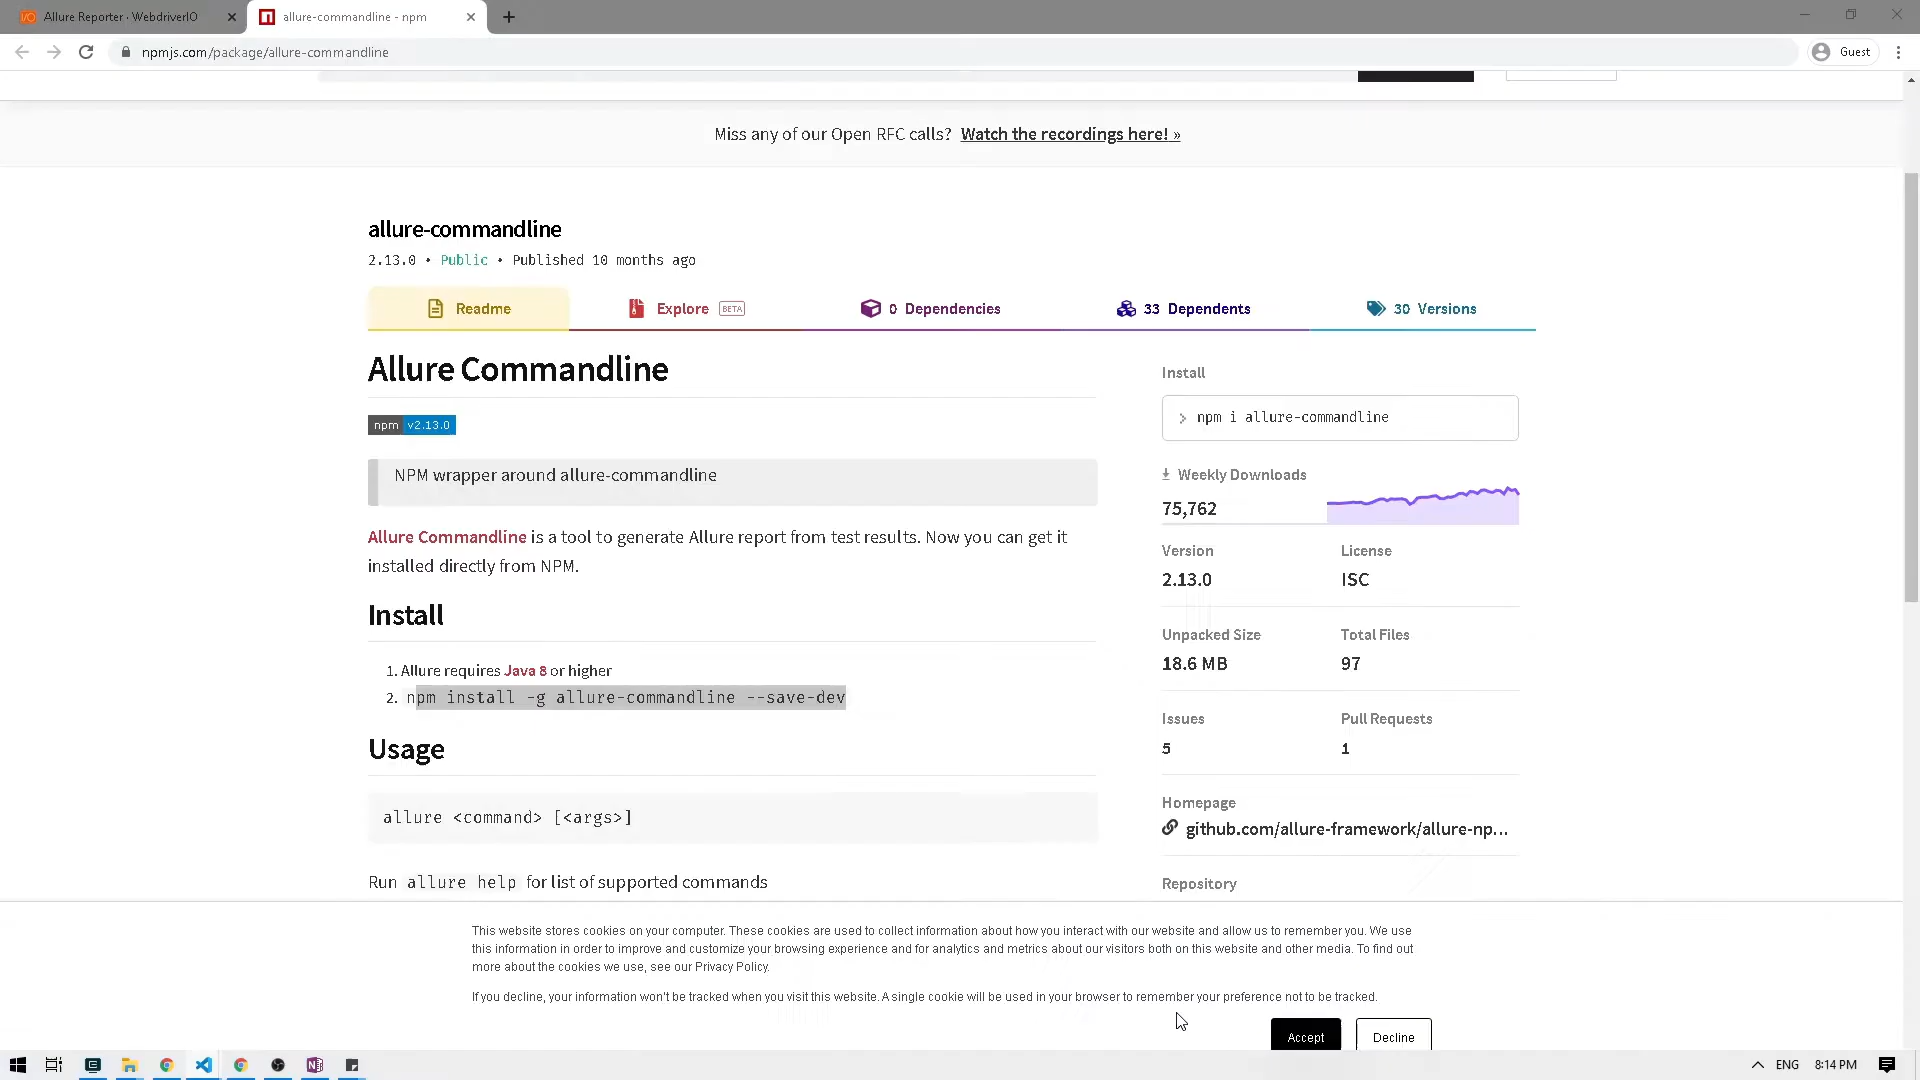 Allure Reporter · WebdriverIO
allure-commandline - npm
npmjs.com/package/allure-commandline
Guest
Miss any of our Open RFC calls? Watch the recordings here! »
allure-commandline
2.13.0 • Public • Published 10 months ago
Readme
Explore BETA
0 Dependencies
33 Dependents
30 Versions
Allure Commandline
npm v2.13.0
NPM wrapper around allure-commandline
Allure Commandline is a tool to generate Allure report from test results. Now you can get it
installed directly from NPM.
Install
1. Allure requires Java 8 or higher
2. npm install -g allure-commandline --save-dev
Usage
allure <command> [<args>]
Run allure help for list of supported commands
Install
> npm i allure-commandline
Weekly Downloads
75,762
Version
License
2.13.0
ISC
Unpacked Size
Total Files
18.6 MB
97
Issues
Pull Requests
5
1
Homepage
github.com/allure-framework/allure-np...
Repository
This website stores cookies on your computer. These cookies are used to collect information about how you interact with our website and allow us to remember you. We use
this information in order to improve and customize your browsing experience and for analytics and metrics about our visitors both on this website and other media. To find out
more about the cookies we use, see our Privacy Policy.
If you decline, your information won't be tracked when you visit this website. A single cookie will be used in your browser to remember your preference not to be tracked.
Accept
Decline
ENG
8:14 PM